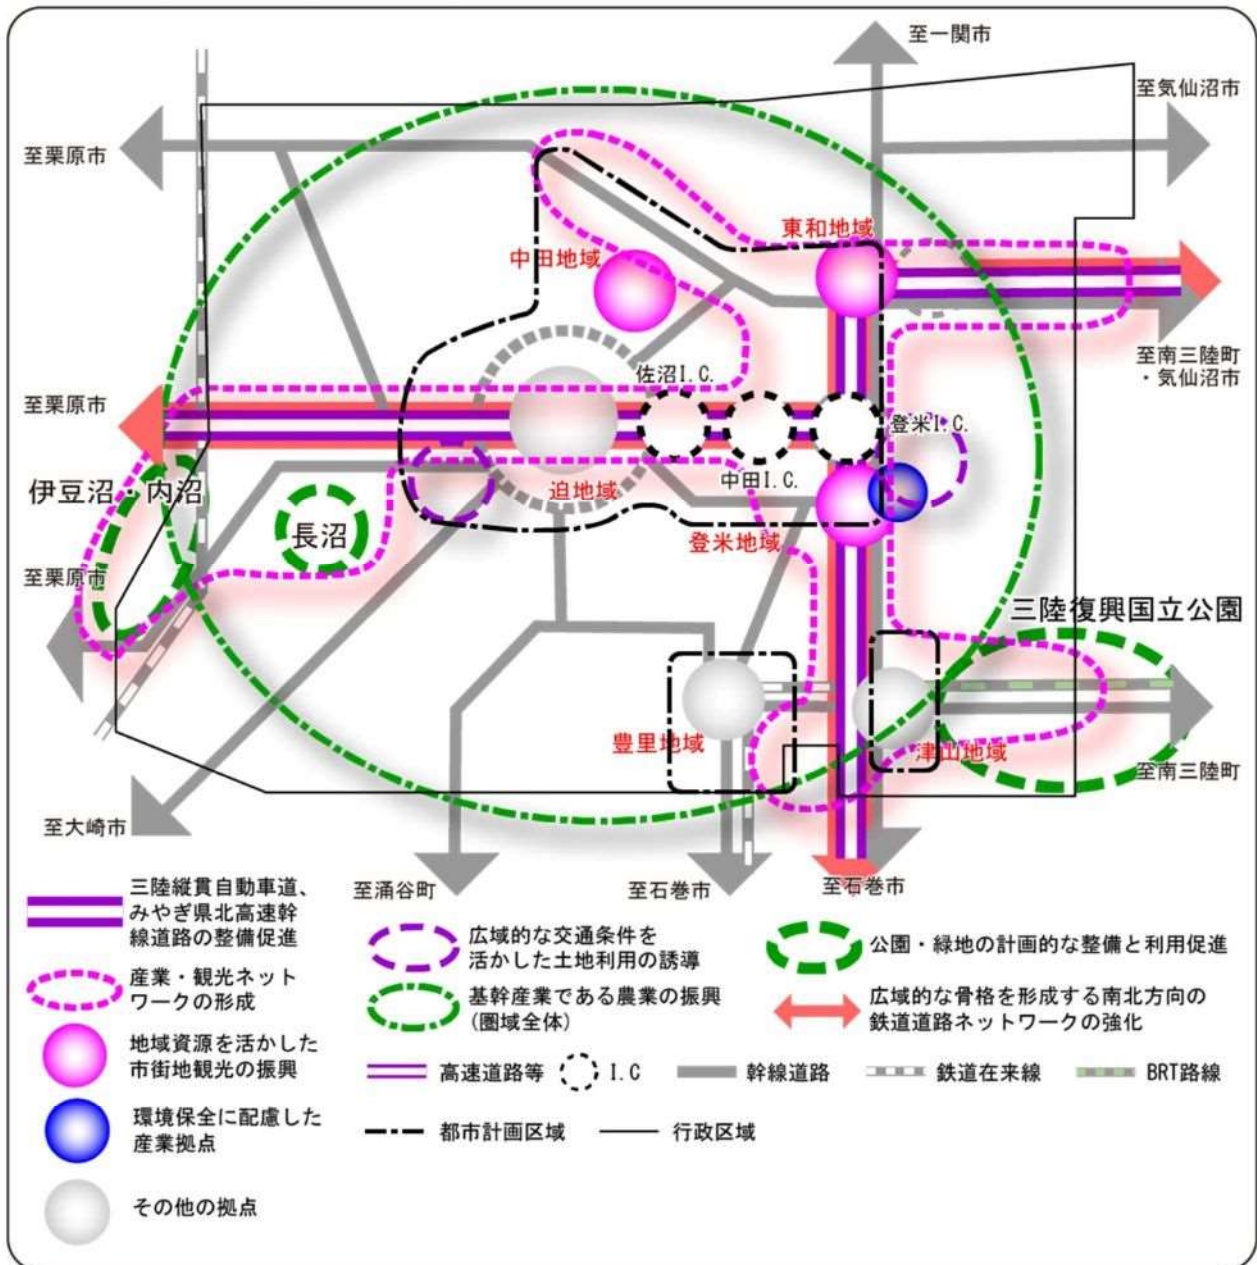 至一関市
至気仙沼市
至栗原市
東和地域
中田地域
至南三陸町
・気仙沼市
佐沼I.C.
至栗原市
登米I.C.
中田I.C.
伊豆沼・内沼
迫地域
長沼
登米地域
至栗原市
三陸復興国立公園
豊里地域
津山地域
至南三陸町
至大崎市
至涌谷町
至石巻市
至石巻市
三陸縦貫自動車道、
みやぎ県北高速幹
線道路の整備促進
産業・観光ネット
ワークの形成
地域資源を活かした
市街地観光の振興
環境保全に配慮した
産業拠点
その他の拠点
広域的な交通条件を
活かした土地利用の誘導
基幹産業である農業の振興
(圏域全体)
公園・緑地の計画的な整備と利用促進
広域的な骨格を形成する南北方向の
鉄道道路ネットワークの強化
高速道路等
I.C
幹線道路
鉄道在来線
BRT路線
都市計画区域
行政区域